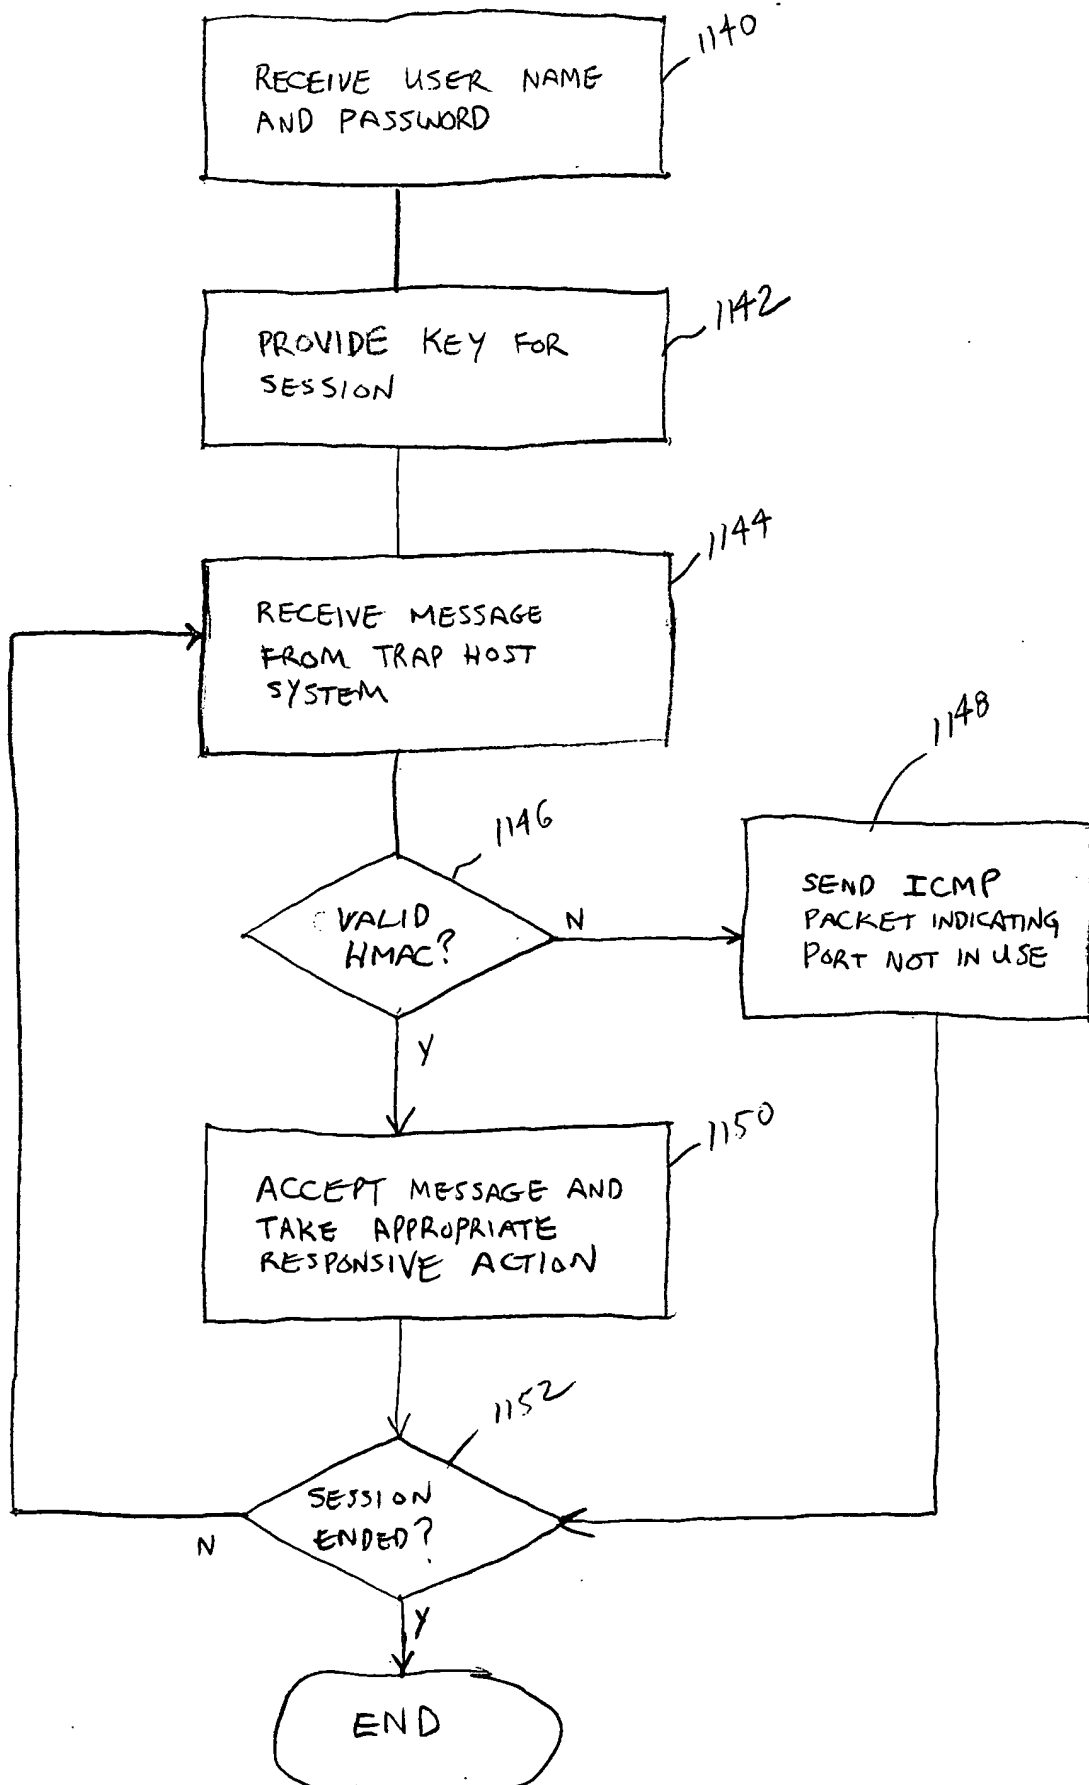 1140
RECEIVE USER NAME
AND PASSWORD
1142
PROVIDE KEY FOR
SESSION
1144
RECEIVE MESSAGE
FROM TRAP HOST
SYSTEM
1146
VALID
HMAC?
N
Y
1148
SEND ICMP
PACKET INDICATING
PORT NOT IN USE
1150
ACCEPT MESSAGE AND
TAKE APPROPRIATE
RESPONSIVE ACTION
1152
SESSION
ENDED?
N
Y
END